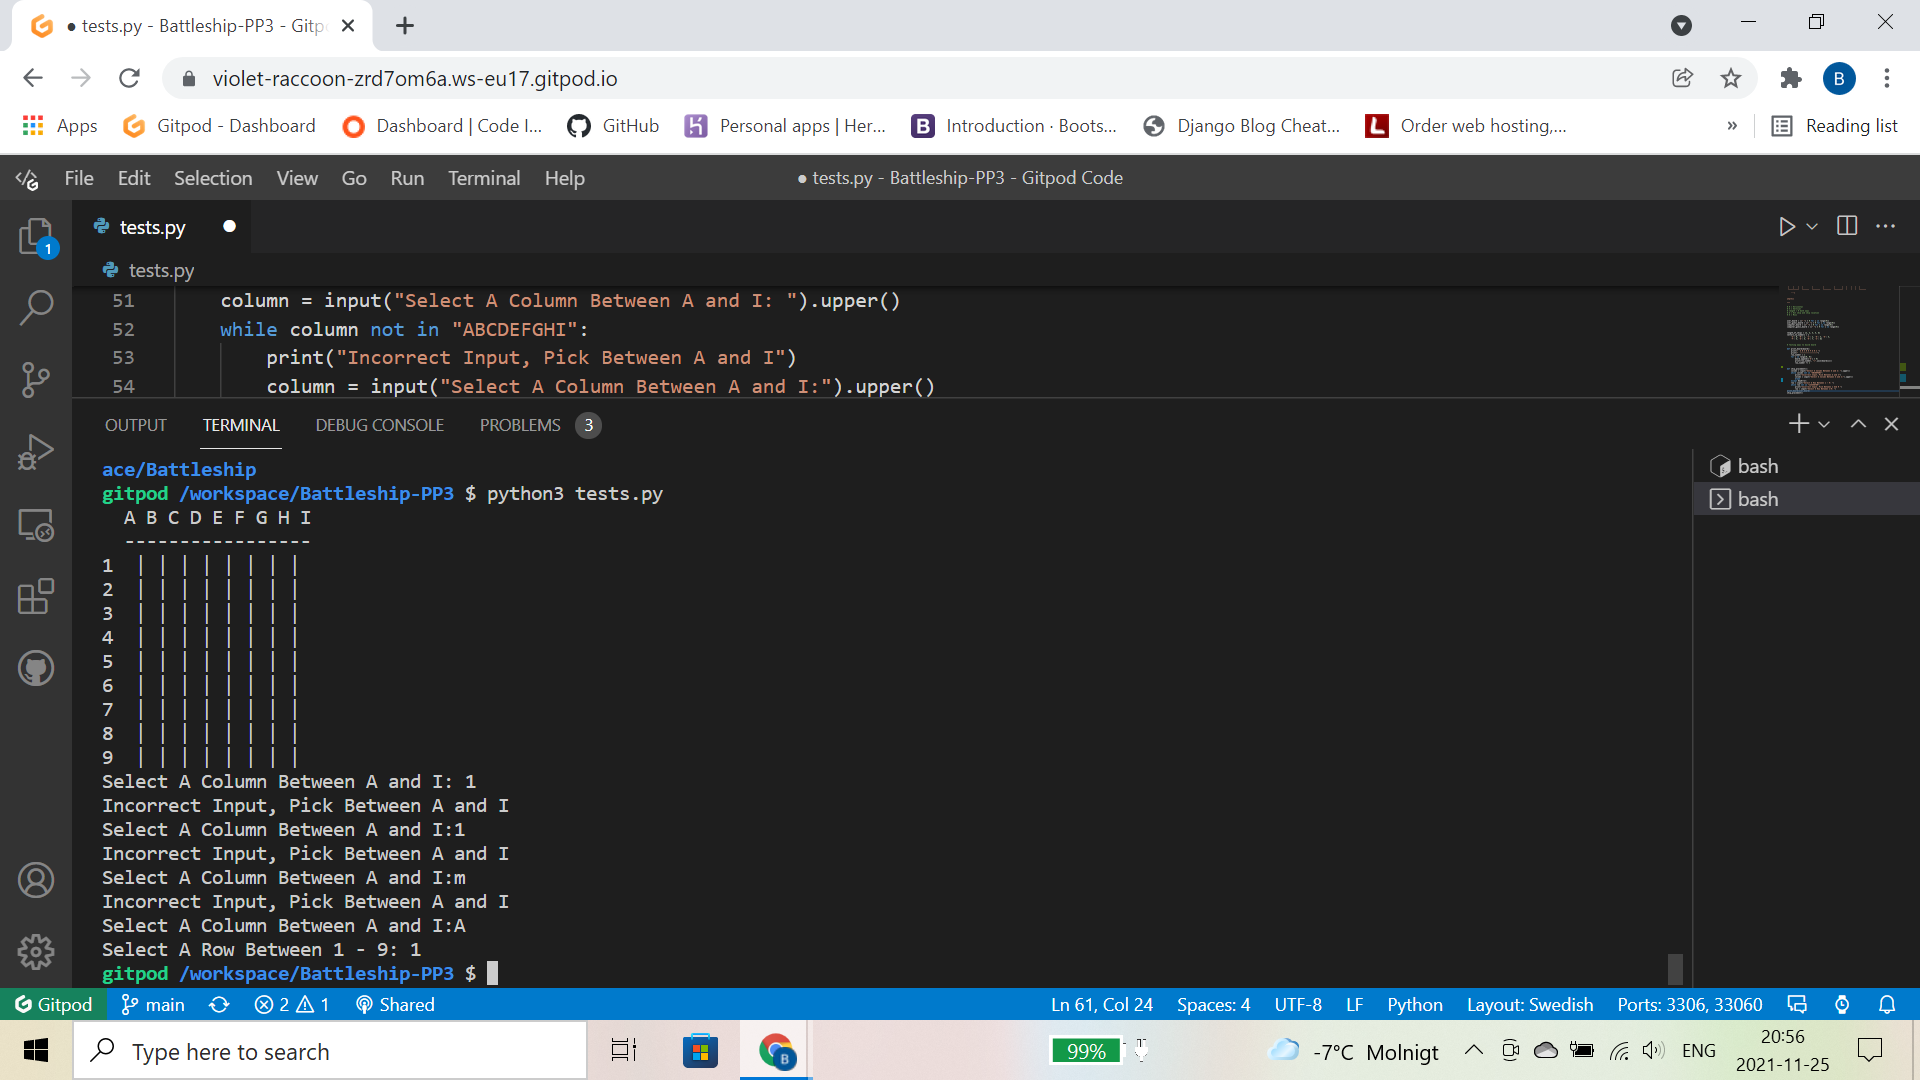 tests.py - Battleship-PP3 - Gitp
violet-raccoon-zrd7om6a.ws-eu17.gitpod.io
B
Apps
Gitpod - Dashboard
Dashboard | Code I...
GitHub
Personal apps | Her...
Introduction · Boots...
Django Blog Cheat...
Order web hosting,...
»
Reading list
File Edit Selection View Go Run Terminal Help
● tests.py - Battleship-PP3 - Gitpod Code
tests.py
1
tests.py
51 column = input("Select A Column Between A and I: ").upper()
52 while column not in "ABCDEFGHI":
53 print("Incorrect Input, Pick Between A and I")
54 column = input("Select A Column Between A and I:").upper()
OUTPUT TERMINAL DEBUG CONSOLE PROBLEMS 3
ace/Battleship
gitpod /workspace/Battleship-PP3 $ python3 tests.py
A B C D E F G H I
-----------------
1 | | | | | | | |
2 | | | | | | | |
3 | | | | | | | |
4 | | | | | | | |
5 | | | | | | | |
6 | | | | | | | |
7 | | | | | | | |
8 | | | | | | | |
9 | | | | | | | |
Select A Column Between A and I: 1
Incorrect Input, Pick Between A and I
Select A Column Between A and I:1
Incorrect Input, Pick Between A and I
Select A Column Between A and I:m
Incorrect Input, Pick Between A and I
Select A Column Between A and I:A
Select A Row Between 1 - 9: 1
gitpod /workspace/Battleship-PP3 $
bash
bash
Gitpod main 2 1 Shared
Ln 61, Col 24 Spaces: 4 UTF-8 LF Python Layout: Swedish Ports: 3306, 33060
Type here to search
B
99%
-7°C Molnigt
ENG
20:56
2021-11-25